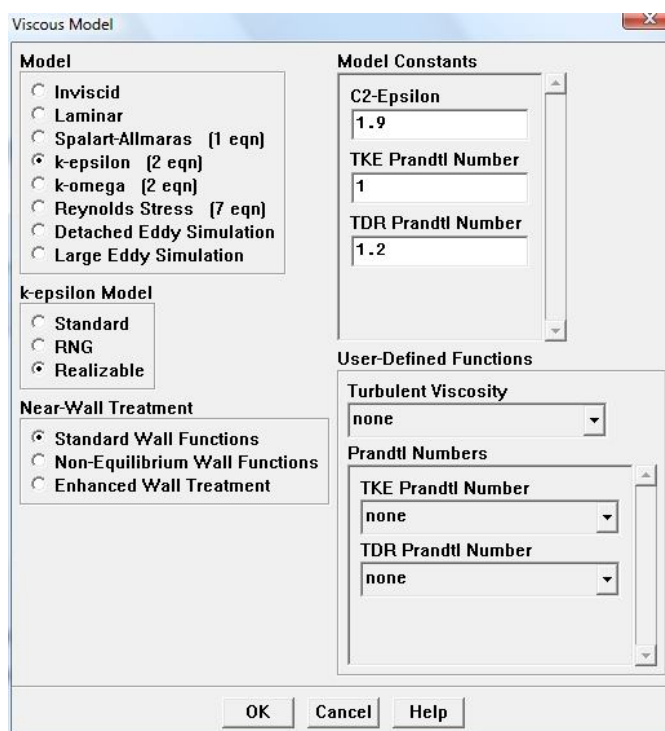 Viscous Model
Model
Inviscid
Laminar
Spalart-Allmaras (1 eqn)
k-epsilon (2 eqn)
k-omega (2 eqn)
Reynolds Stress (7 eqn)
Detached Eddy Simulation
Large Eddy Simulation
k-epsilon Model
Standard
RNG
Realizable
Near-Wall Treatment
Standard Wall Functions
Non-Equilibrium Wall Functions
Enhanced Wall Treatment
Model Constants
C2-Epsilon
1.9
TKE Prandtl Number
1
TDR Prandtl Number
1.2
User-Defined Functions
Turbulent Viscosity
none
Prandtl Numbers
TKE Prandtl Number
none
TDR Prandtl Number
none
OK
Cancel
Help